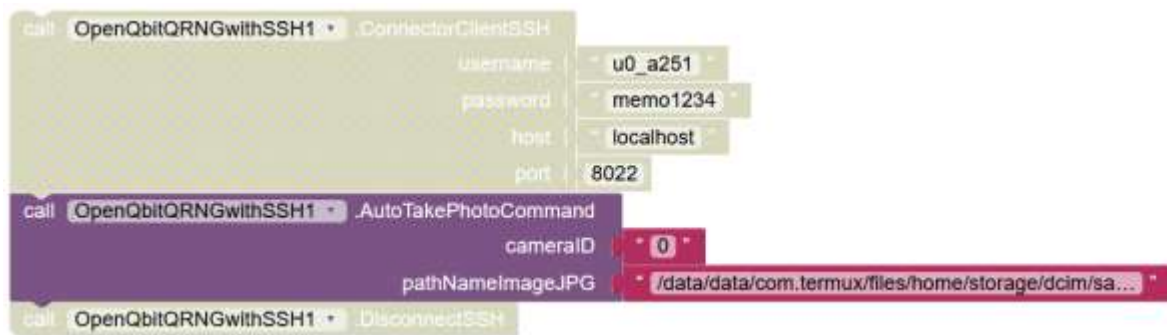 call OpenQbitQRNGwithSSH1 .ConnectorClientSSH
username " u0_a251 "
password " memo1234 "
host " localhost "
port 8022
call OpenQbitQRNGwithSSH1 .AutoTakePhotoCommand
cameraID " 0 "
pathNameImageJPG " /data/data/com.termux/files/home/storage/dcim/sa... "
call OpenQbitQRNGwithSSH1 .DisconnectSSH